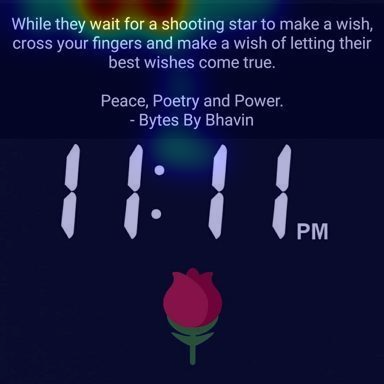 While they wait for a shooting star to make a wish,
cross your fingers and make a wish of letting their
best wishes come true.
Peace, Poetry and Power.
- Bytes By Bhavin
11:11 PM